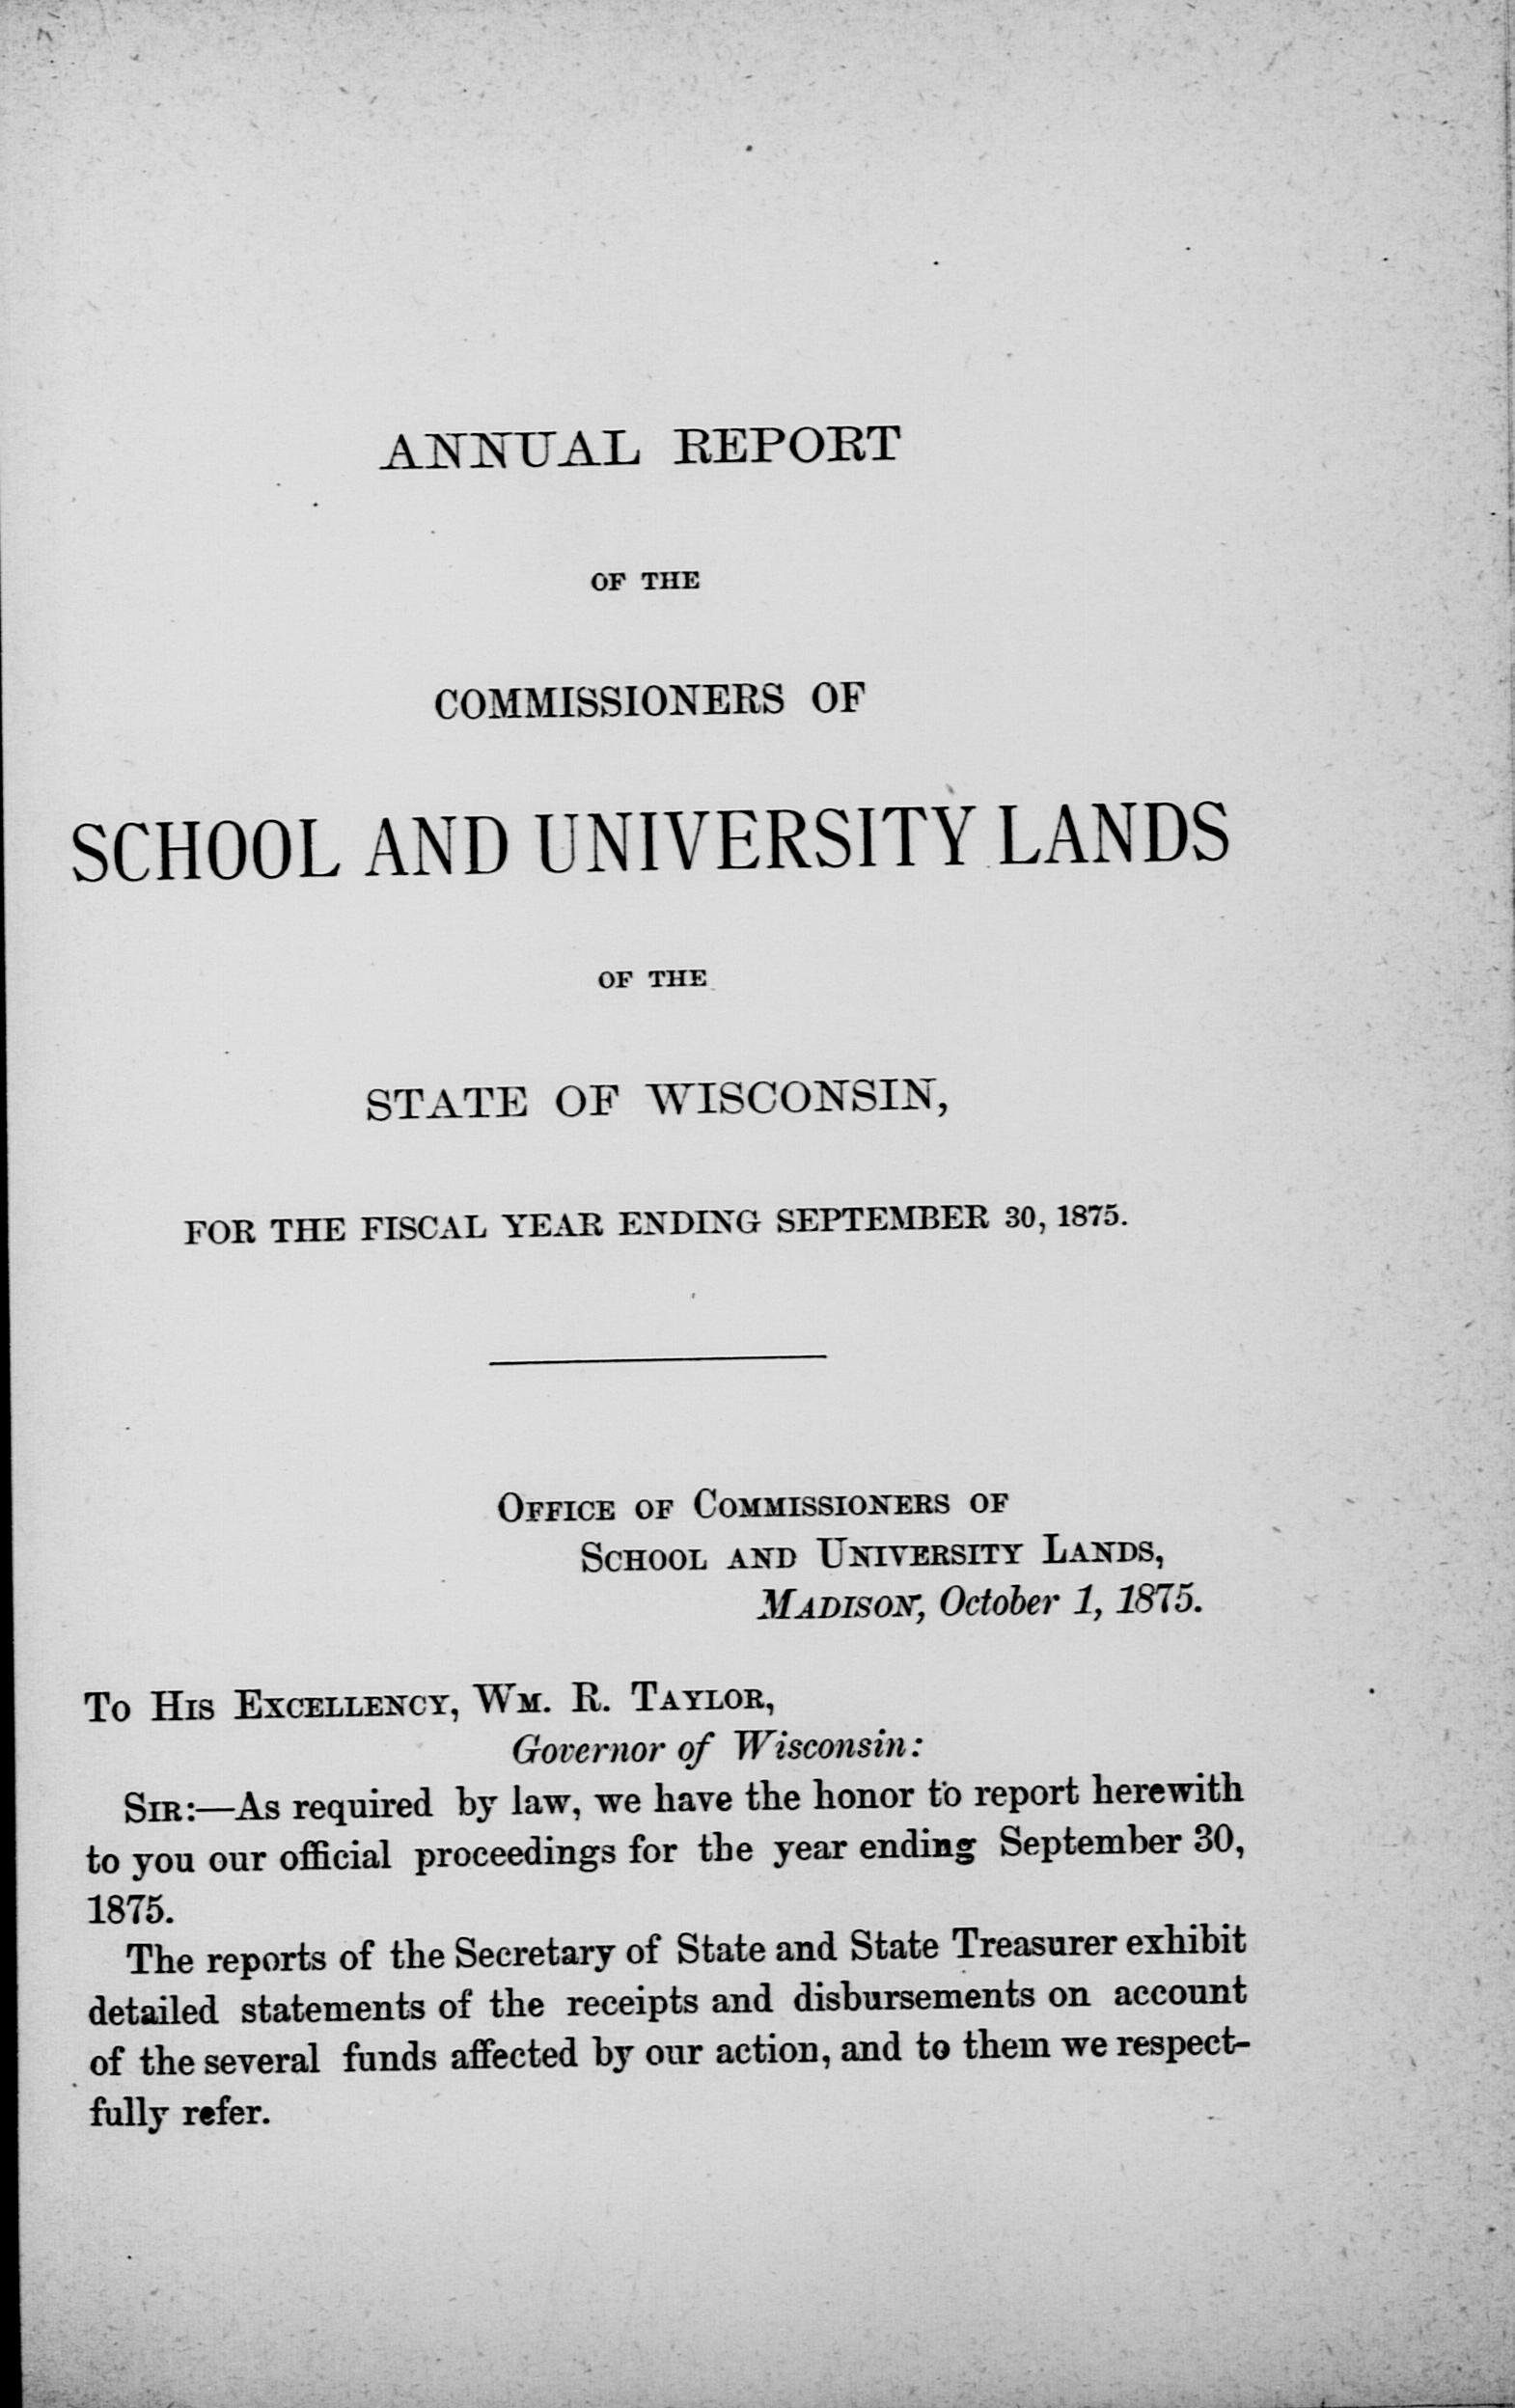 ANNUAL REPORT
OF THE
COMMISSIONERS OF
SCHOOL AND UNIVERSITY LANDS
OF THE
STATE OF WISCONSIN,
FOR THE FISCAL YEAR ENDING SEPTEMBER 30, 1875.
OFFICE OF COMMISSIONERS OF
SCHOOL AND UNIVERSITY LANDS,
MADISON, October 1, 1875.
TO HIS EXCELLENCY, WM. R. TAYLOR,
Governor of Wisconsin:
SIR:—As required by law, we have the honor to report herewith
to you our official proceedings for the year ending September 30,
1875.
The reports of the Secretary of State and State Treasurer exhibit
detailed statements of the receipts and disbursements on account
of the several funds affected by our action, and to them we respect-
fully refer.